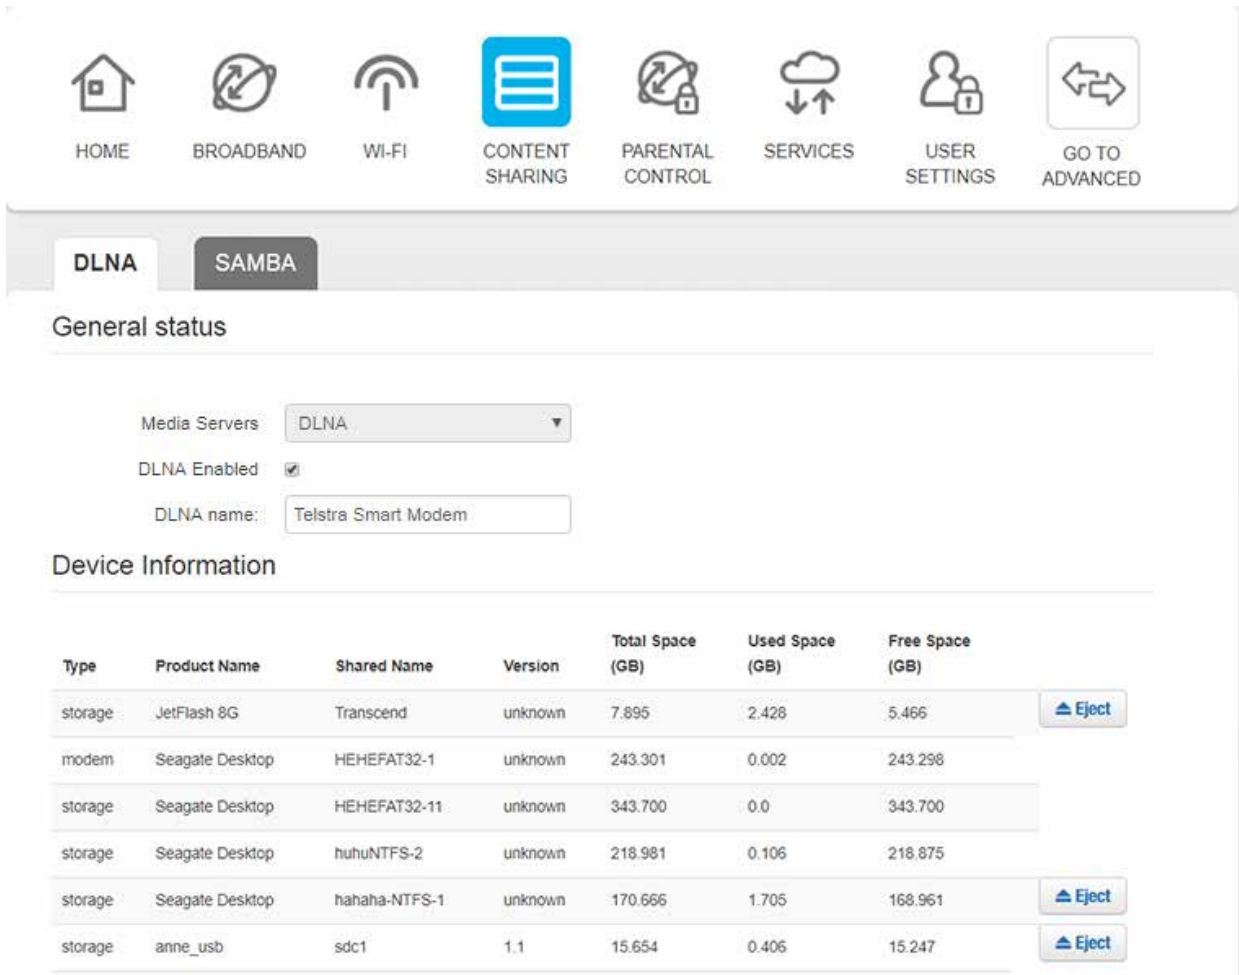 HOME BROADBAND WI-FI CONTENT SHARING PARENTAL CONTROL SERVICES USER SETTINGS GO TO ADVANCED
DLNA SAMBA
General status
Media Servers DLNA
DLNA Enabled
DLNA name: Telstra Smart Modem
Device Information
Type Product Name Shared Name Version Total Space (GB) Used Space (GB) Free Space (GB)
storage JetFlash 8G Transcend unknown 7.895 2.428 5.466 Eject
modem Seagate Desktop HEHEFAT32-1 unknown 243.301 0.002 243.298
storage Seagate Desktop HEHEFAT32-11 unknown 343.700 0.0 343.700
storage Seagate Desktop huhuNTFS-2 unknown 218.981 0.106 218.875
storage Seagate Desktop hahaha-NTFS-1 unknown 170.666 1.705 168.961 Eject
storage anne_usb sdc1 1.1 15.654 0.406 15.247 Eject